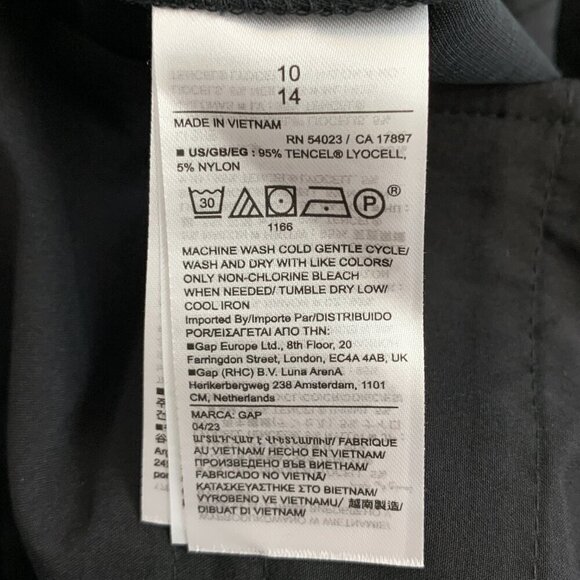 10
14
MADE IN VIETNAM
RN 54023 / CA 17897
■ US/GB/EG : 95% TENCEL® LYOCELL,
5% NYLON
30 P®
1166
MACHINE WASH COLD GENTLE CYCLE/
WASH AND DRY WITH LIKE COLORS/
ONLY NON-CHLORINE BLEACH
WHEN NEEDED/ TUMBLE DRY LOW/
COOL IRON
Imported By/Importe Par/DISTRIBUIDO
POR/ΕΙΣΑΓΕΤΑΙ ΑΠΟ ΤΗΝ:
■Gap Europe Ltd., 8th Floor, 20
Farringdon Street, London, EC4A 4AB, UK
■Gap (RHC) B.V. Luna ArenA
Herikerbergweg 238 Amsterdam, 1101
CM, Netherlands
MARCA: GAP
04/23
ԱՐՏԱԴՐՎԱԾ Է ՎԻԵՏՆԱՄՈՒՄ/ FABRIQUE
AU VIETNAM/ HECHO EN VIETNAM/
ПРОИЗВЕДЕНО ВЪВ ВИЕТНАМ/
FABRICADO NO VIETNÃ/
ΚΑΤΑΣΚΕΥΑΣΤΗΚΕ ΣΤΟ ΒΙΕΤΝΑΜ/
VYROBENO VE VIETNAMU/ 越南製造/
DIBUAT DI VIETNAM/